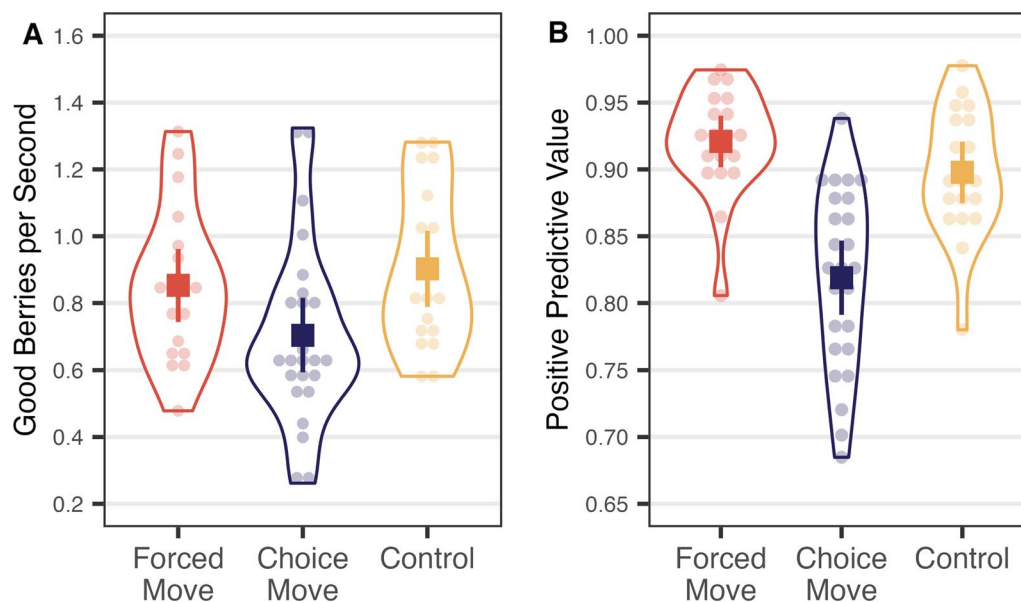 A
Good Berries per Second
1.6
1.4
1.2
1.0
0.8
0.6
0.4
0.2
Forced
Move
Choice
Move
Control
B
Positive Predictive Value
1.00
0.95
0.90
0.85
0.80
0.75
0.70
0.65
Forced
Move
Choice
Move
Control